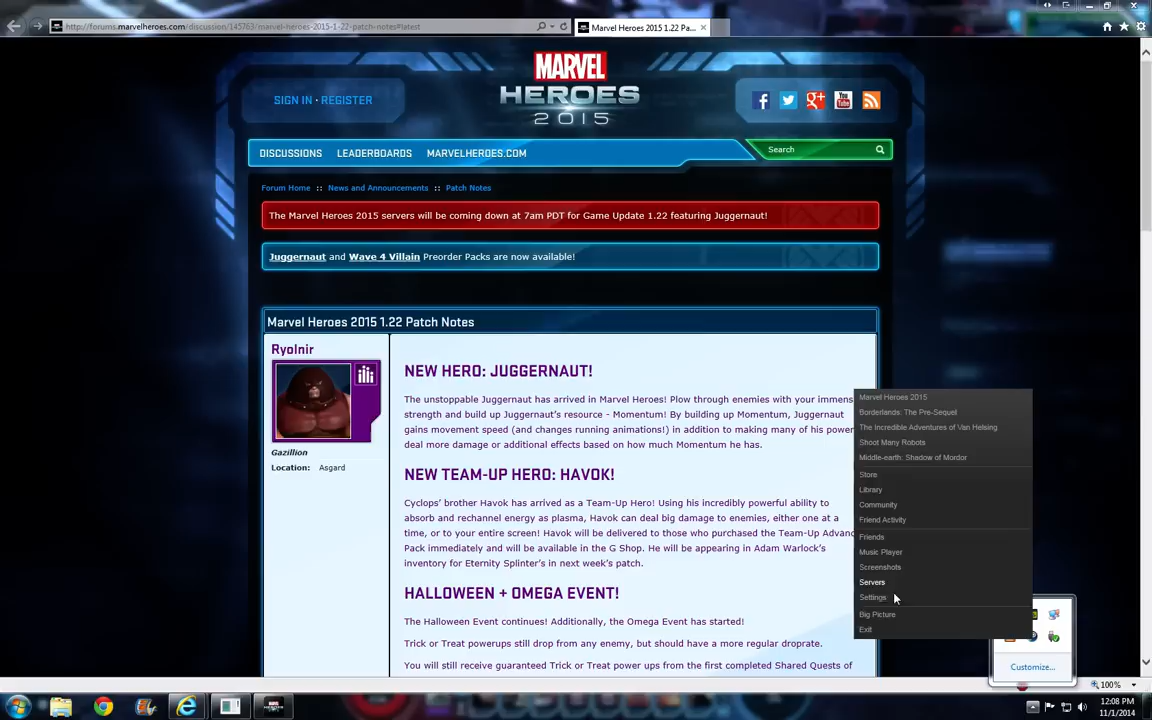 http://forums.marvelheroes.com/discussion/145763/marvel-heroes-2015-1-22-patch-notes#latest
Marvel Heroes 2015 1.22 Pa...
MARVEL
HEROES
2015
SIGN IN · REGISTER
DISCUSSIONS LEADERBOARDS MARVELHEROES.COM
Search
Forum Home :: News and Announcements :: Patch Notes
The Marvel Heroes 2015 servers will be coming down at 7am PDT for Game Update 1.22 featuring Juggernaut!
Juggernaut and Wave 4 Villain Preorder Packs are now available!
Marvel Heroes 2015 1.22 Patch Notes
Ryolnir
Gazillion
Location: Asgard
NEW HERO: JUGGERNAUT!
The unstoppable Juggernaut has arrived in Marvel Heroes! Plow through enemies with your immens
strength and build up Juggernaut's resource - Momentum! By building up Momentum, Juggernaut
gains movement speed (and changes running animations!) in addition to making many of his power
deal more damage or additional effects based on how much Momentum he has.
NEW TEAM-UP HERO: HAVOK!
Cyclops' brother Havok has arrived as a Team-Up Hero! Using his incredibly powerful ability to
absorb and rechannel energy as plasma, Havok can deal big damage to enemies, either one at a
time, or to your entire screen! Havok will be delivered to those who purchased the Team-Up Advanc
Pack immediately and will be available in the G Shop. He will be appearing in Adam Warlock's
inventory for Eternity Splinter's in next week's patch.
HALLOWEEN + OMEGA EVENT!
The Halloween Event continues! Additionally, the Omega Event has started!
Trick or Treat powerups still drop from any enemy, but should have a more regular droprate.
You will still receive guaranteed Trick or Treat power ups from the first completed Shared Quests of
Marvel Heroes 2015
Borderlands: The Pre-Sequel
The Incredible Adventures of Van Helsing
Shoot Many Robots
Middle-earth: Shadow of Mordor
Store
Library
Community
Friend Activity
Friends
Music Player
Screenshots
Servers
Settings
Big Picture
Exit
Customize...
100%
12:08 PM
11/1/2014